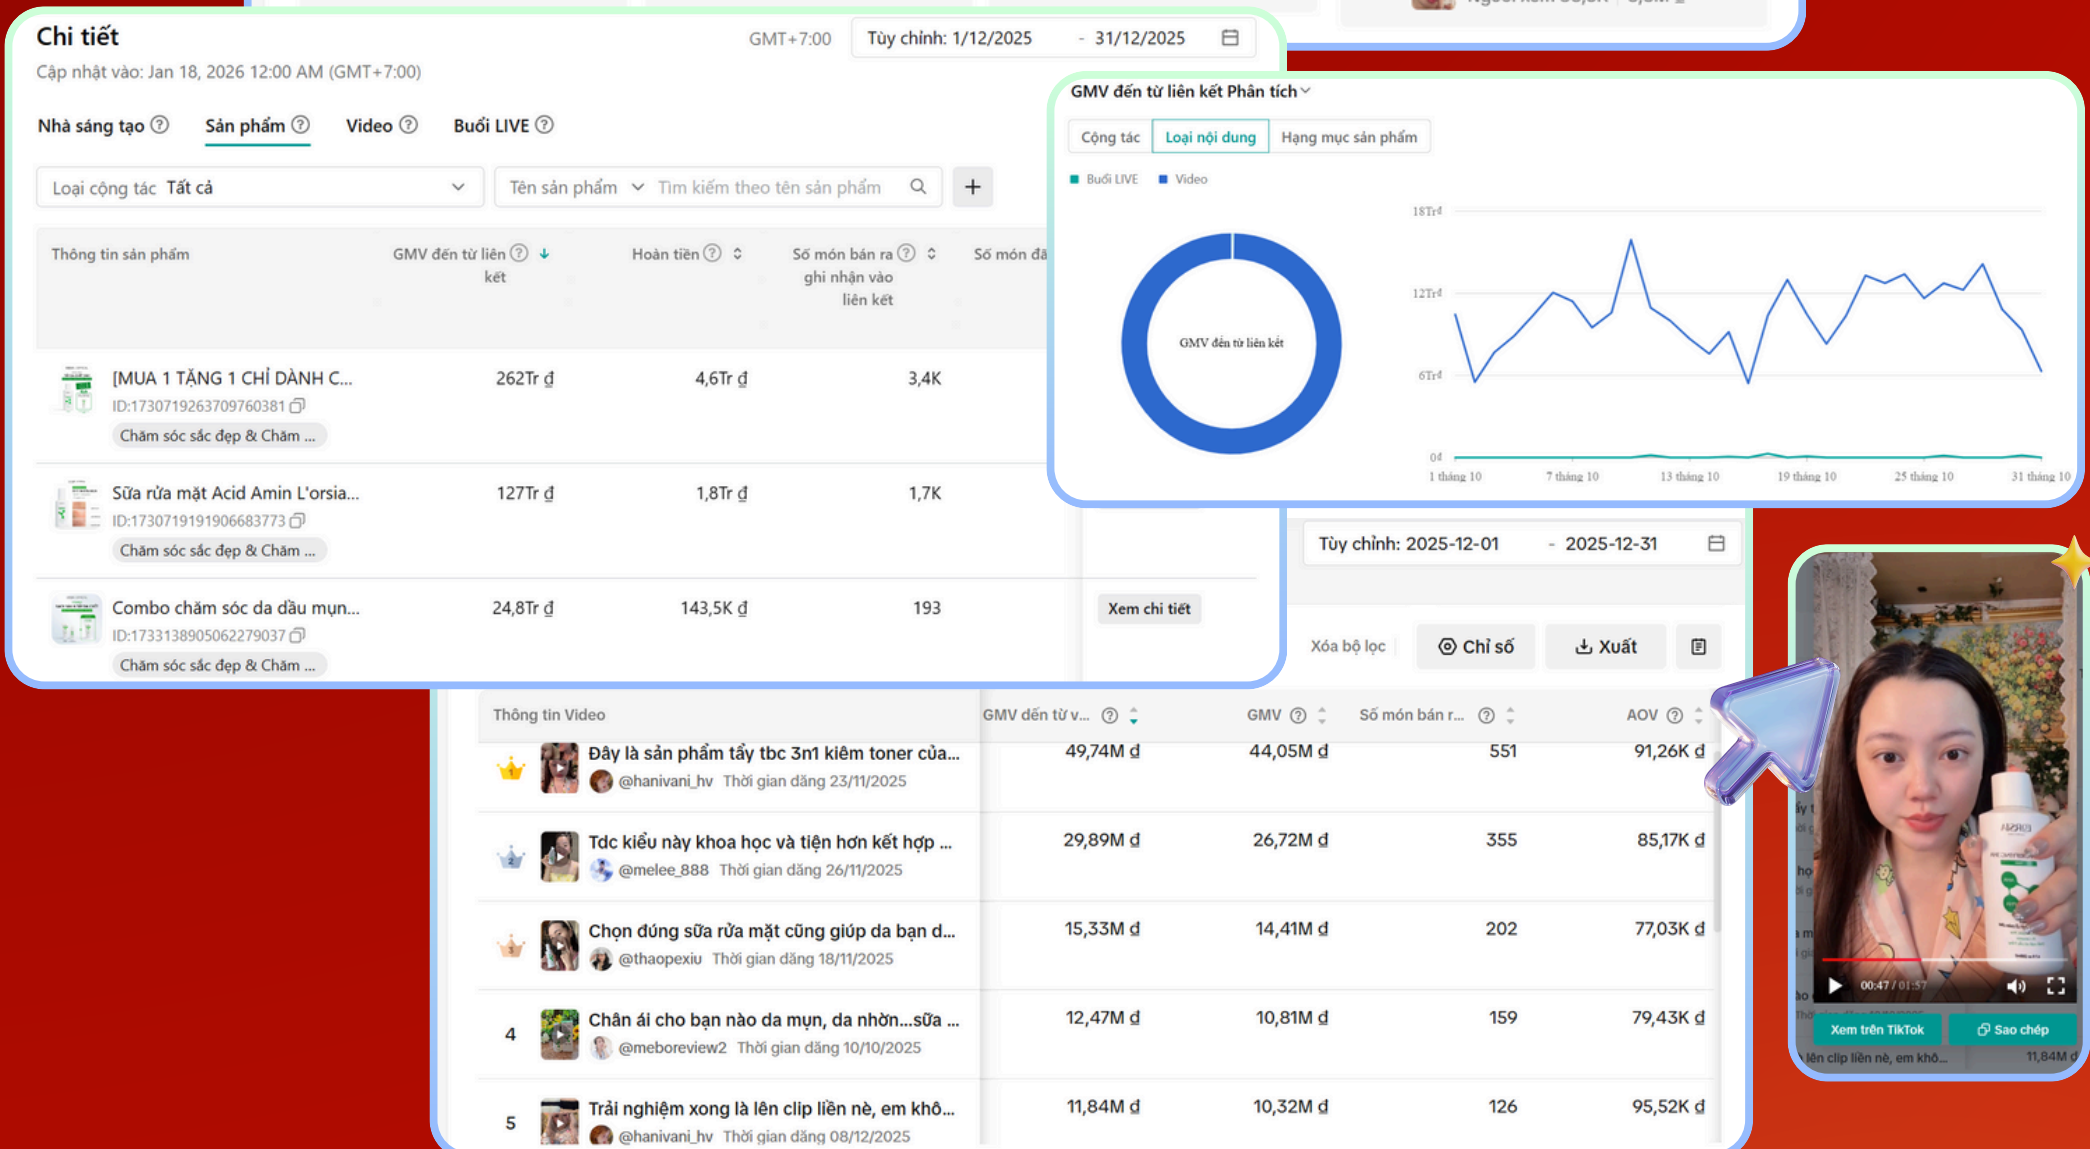 Chi tiết
GMT+7:00
Tùy chỉnh: 1/12/2025 - 31/12/2025
Cập nhật vào: Jan 18, 2026 12:00 AM (GMT+7:00)
Nhà sáng tạo
Sản phẩm
Video
Buổi LIVE
Loại cộng tác Tất cả
Tên sản phẩm
Tìm kiếm theo tên sản phẩm
+
Thông tin sản phẩm
GMV đến từ liên
kết
Hoàn tiền
Số món bán ra
ghi nhận vào
liên kết
Số món đã
[MUA 1 TẶNG 1 CHỈ DÀNH C...
262Tr ₫
4,6Tr ₫
3,4K
ID:1730719263709760381
Chăm sóc sắc đẹp & Chăm ...
Sữa rửa mặt Acid Amin L'orsia...
127Tr ₫
1,8Tr ₫
1,7K
ID:1730719191906683773
Chăm sóc sắc đẹp & Chăm ...
Combo chăm sóc da dầu mụn...
24,8Tr ₫
143,5K ₫
193
Xem chi tiết
ID:1733138905062279037
Chăm sóc sắc đẹp & Chăm ...
GMV đến từ liên kết Phân tích
Cộng tác
Loại nội dung
Hạng mục sản phẩm
Buổi LIVE
Video
GMV đến từ liên kết
18Tr₫
12Tr₫
6Tr₫
0₫
1 tháng 10
7 tháng 10
13 tháng 10
19 tháng 10
25 tháng 10
31 tháng 10
Tùy chỉnh: 2025-12-01 - 2025-12-31
Xóa bộ lọc
Chỉ số
Xuất
Thông tin Video
GMV đến từ v...
GMV
Số món bán r...
AOV
1
Đây là sản phẩm tẩy tbc 3n1 kiêm toner của...
49,74M ₫
44,05M ₫
551
91,26K ₫
@hanivani_hv Thời gian đăng 23/11/2025
2
Tdc kiểu này khoa học và tiện hơn kết hợp ...
29,89M ₫
26,72M ₫
355
85,17K ₫
@melee_888 Thời gian đăng 26/11/2025
3
Chọn đúng sữa rửa mặt cũng giúp da bạn d...
15,33M ₫
14,41M ₫
202
77,03K ₫
@thaopexiu Thời gian đăng 18/11/2025
4
Chân ái cho bạn nào da mụn, da nhờn...sữa ...
12,47M ₫
10,81M ₫
159
79,43K ₫
@meboreview2 Thời gian đăng 10/10/2025
5
Trải nghiệm xong là lên clip liền nè, em khô...
11,84M ₫
10,32M ₫
126
95,52K ₫
@hanivani_hv Thời gian đăng 08/12/2025
00:47 / 01:57
Xem trên TikTok
Sao chép
lên clip liền nè, em khô...
11,84M ₫